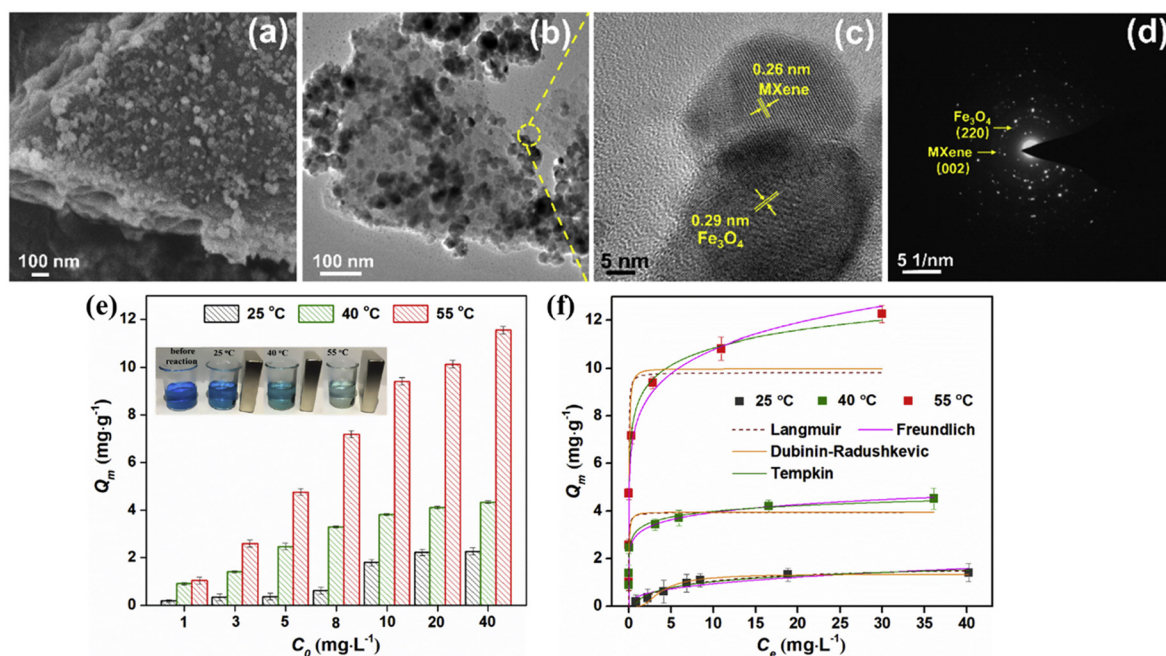 (a)
100 nm
(b)
100 nm
(c)
0.26 nm
MXene
0.29 nm
Fe₃O₄
5 nm
(d)
Fe₃O₄
(220)
MXene
(002)
5 1/nm
(e)
25 °C 40 °C 55 °C
before
reaction
25 °C
40 °C
55 °C
Qm (mg·g⁻¹)
12
10
8
6
4
2
0
1 3 5 8 10 20 40
C₀ (mg·L⁻¹)
(f)
Qm (mg·g⁻¹)
12
10
8
6
4
2
0
25 °C 40 °C 55 °C
Langmuir Freundlich
Dubinin-Radushkevic
Tempkin
0 5 10 15 20 25 30 35 40
Ce (mg·L⁻¹)